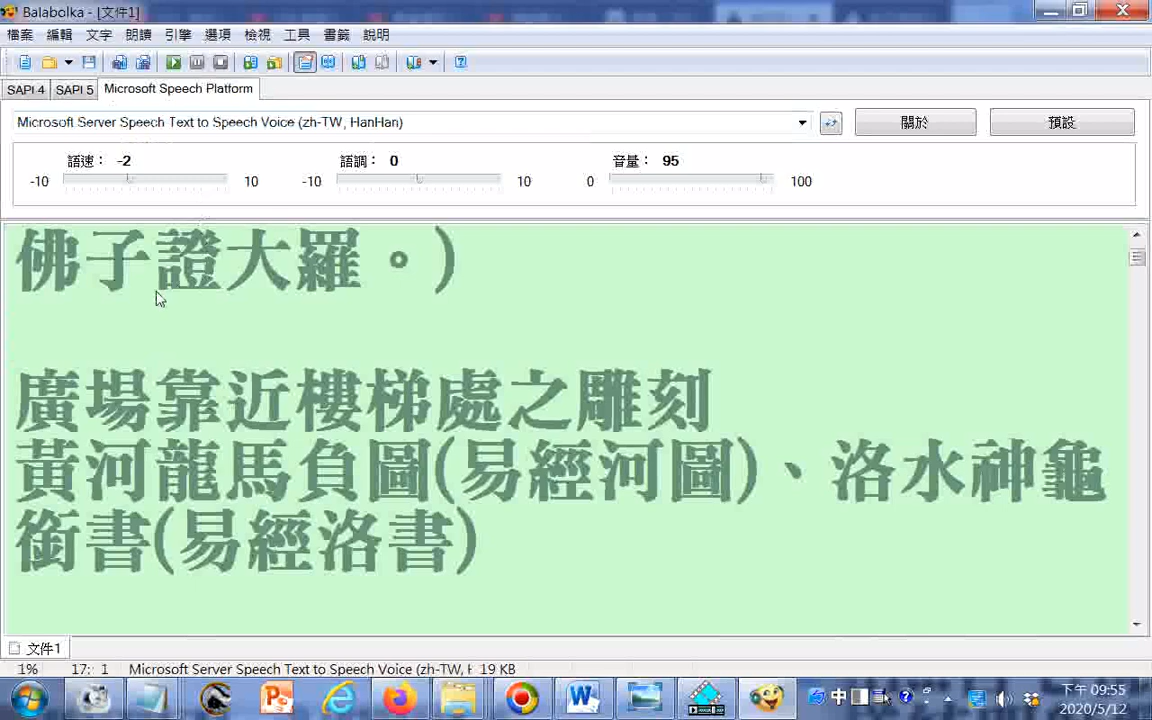 Balabolka - [文件1]
檔案 編輯 文字 朗讀 引擎 選項 檢視 工具 書籤 說明
SAPI 4 SAPI 5 Microsoft Speech Platform
Microsoft Server Speech Text to Speech Voice (zh-TW, HanHan) 關於 預設
語速： -2 語調： 0 音量： 95
-10 10 -10 10 0 100
佛子證大羅。)
廣場靠近樓梯處之雕刻
黃河龍馬負圖(易經河圖)、洛水神龜
銜書(易經洛書)
文件1
1% 17: 1 Microsoft Server Speech Text to Speech Voice (zh-TW, H 19 KB
中 下午 09:55
2020/5/12